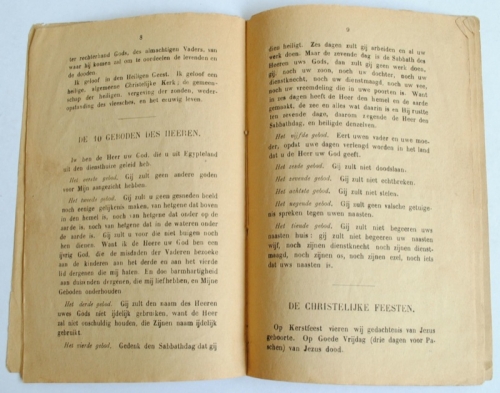 8
ter rechterhand Gods, des almachtigen Vaders, van
waar hij komen zal om te oordeelen de levenden en
de dooden.
Ik geloof in den Heiligen Geest. Ik geloof een
heilige, algemeene Christelijke Kerk; de gemeen-
schap der heiligen, vergeving der zonden, weder-
opstanding des vleesches, en het eeuwig leven.
DE 10 GEBODEN DES HEEREN.
Ik ben de Heer uw God, die u uit Egypteland
uit den diensthuize geleid heb.
Het eerste gebod. Gij zult geen andere goden
voor Mijn aangezicht hebben.
Het tweede gebod. Gij zult u geen gesneden beeld
noch eenige gelijkenis maken, van hetgene dat boven
in den hemel is, noch van hetgene dat onder op de
aarde is, noch van hetgene dat in de wateren onder
de aarde is. Gij zult u voor die niet buigen noch
hen dienen. Want ik de Heere uw God ben een
ijverig God, die de misdaden der Vaderen bezoeke
aan de kinderen aan het derde en aan het vierde
lid dergenen die mij haten. En doe barmhartigheid
aan duizenden dergenen, die mij liefhebben, en Mijne
Geboden onderhouden
Het derde gebod. Gij zult den naam des Heeren
uwes Gods niet ijdelijk gebruiken, want de Heer
zal niet onschuldig houden, die Zijnen naam ijdelijk
gebruikt.
Het vierde gebod. Gedenk den Sabbathdag dat gij
9
dien heiligt. Zes dagen zult gij arbeiden en al uw
werk doen. Maar de zevende dag is de Sabbath des
Heeren uws Gods, dan zult gij geen werk doen,
gij, noch uw zoon, noch uw dochter, noch uw
dienstknecht, noch uw dienstmaagd, noch uw vee,
noch uw vreemdeling die in uwe poorten is. Want
in zes dagen heeft de Heer den hemel en de aarde
gemaakt, de zee en alles wat daarin is en Hij rustte
ten zevende dage, daarom zegende de Heer den
Sabbathdag, en heiligde denzelven.
Het vijfde gebod. Eert uwen vader en uwe moe-
der, opdat uwe dagen verlengd worden in het land
dat u uw God geeft.
Het zesde gebod. Gij zult niet doodslaan.
Het zevende gebod. Gij zult niet echtbreken.
Het achtste gebod. Gij zult niet stelen.
Het negende gebod. Gij zult geen valsche getuige-
nis spreken tegen uwen naasten.
Het tiende gebod. Gij zult niet begeeren uws
naasten huis; gij zult niet begeeren uw naasten
wijf, noch zijnen dienstknecht noch zijnen dienst-
maagd, noch zijnen os, noch zijnen ezel, noch iets
dat uws naasten is.
DE CHRISTELIJKE FEESTEN.
Op Kerstfeest vieren wij gedachtenis van Jezus
geboorte. Op Goede Vrijdag (drie dagen voor Pa-
schen) van Jezus dood.